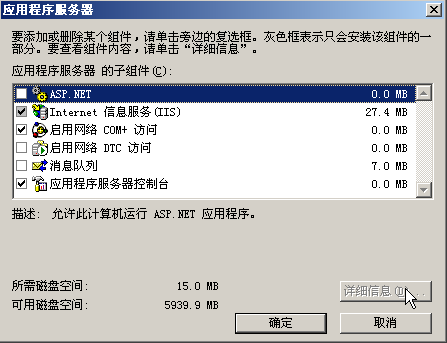 应用程序服务器
要添加或删除某个组件，请单击旁边的复选框。灰色框表示只会安装该组件的一
部分。要查看组件内容，请单击“详细信息”。
应用程序服务器 的子组件(C):
ASP.NET 0.0 MB
Internet 信息服务(IIS) 27.4 MB
启用网络 COM+ 访问 0.0 MB
启用网络 DTC 访问 0.0 MB
消息队列 7.0 MB
应用程序服务器控制台 0.0 MB
描述: 允许此计算机运行 ASP.NET 应用程序。
所需磁盘空间: 15.0 MB
详细信息(D)...
可用磁盘空间: 5939.9 MB
确定 取消